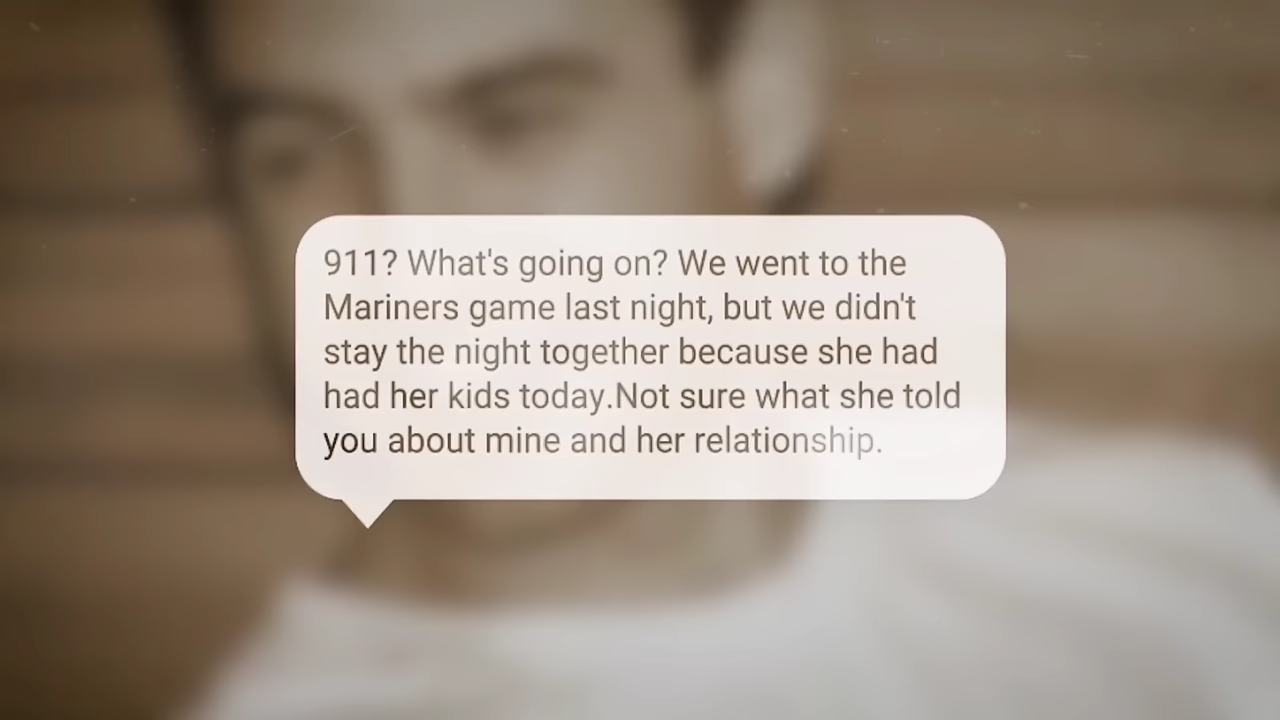 911? What's going on? We went to the
Mariners game last night, but we didn't
stay the night together because she had
had her kids today.Not sure what she told
you about mine and her relationship.